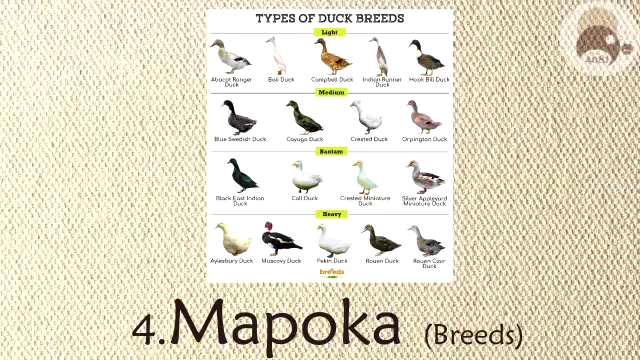 TYPES OF DUCK BREEDS
Light
Abacot Ranger Duck
Bali Duck
Campbell Duck
Indian Runner Duck
Hook Bill Duck
Medium
Blue Swedish Duck
Cayuga Duck
Crested Duck
Orpington Duck
Bantam
Black East Indian Duck
Call Duck
Crested Miniature Duck
Silver Appleyard Miniature Duck
Heavy
Aylesbury Duck
Muscovy Duck
Pekin Duck
Rouen Duck
Rouen Clair Duck
breeds
4081
4.Mapoka (Breeds)